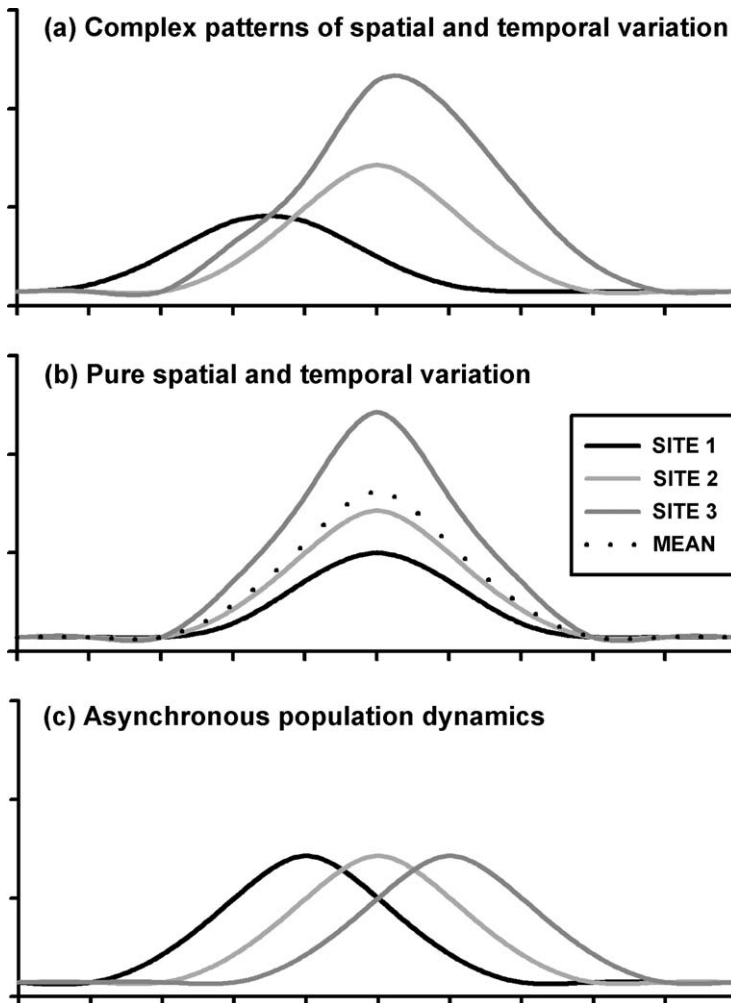 (a) Complex patterns of spatial and temporal variation
(b) Pure spatial and temporal variation
SITE 1
SITE 2
SITE 3
MEAN
(c) Asynchronous population dynamics